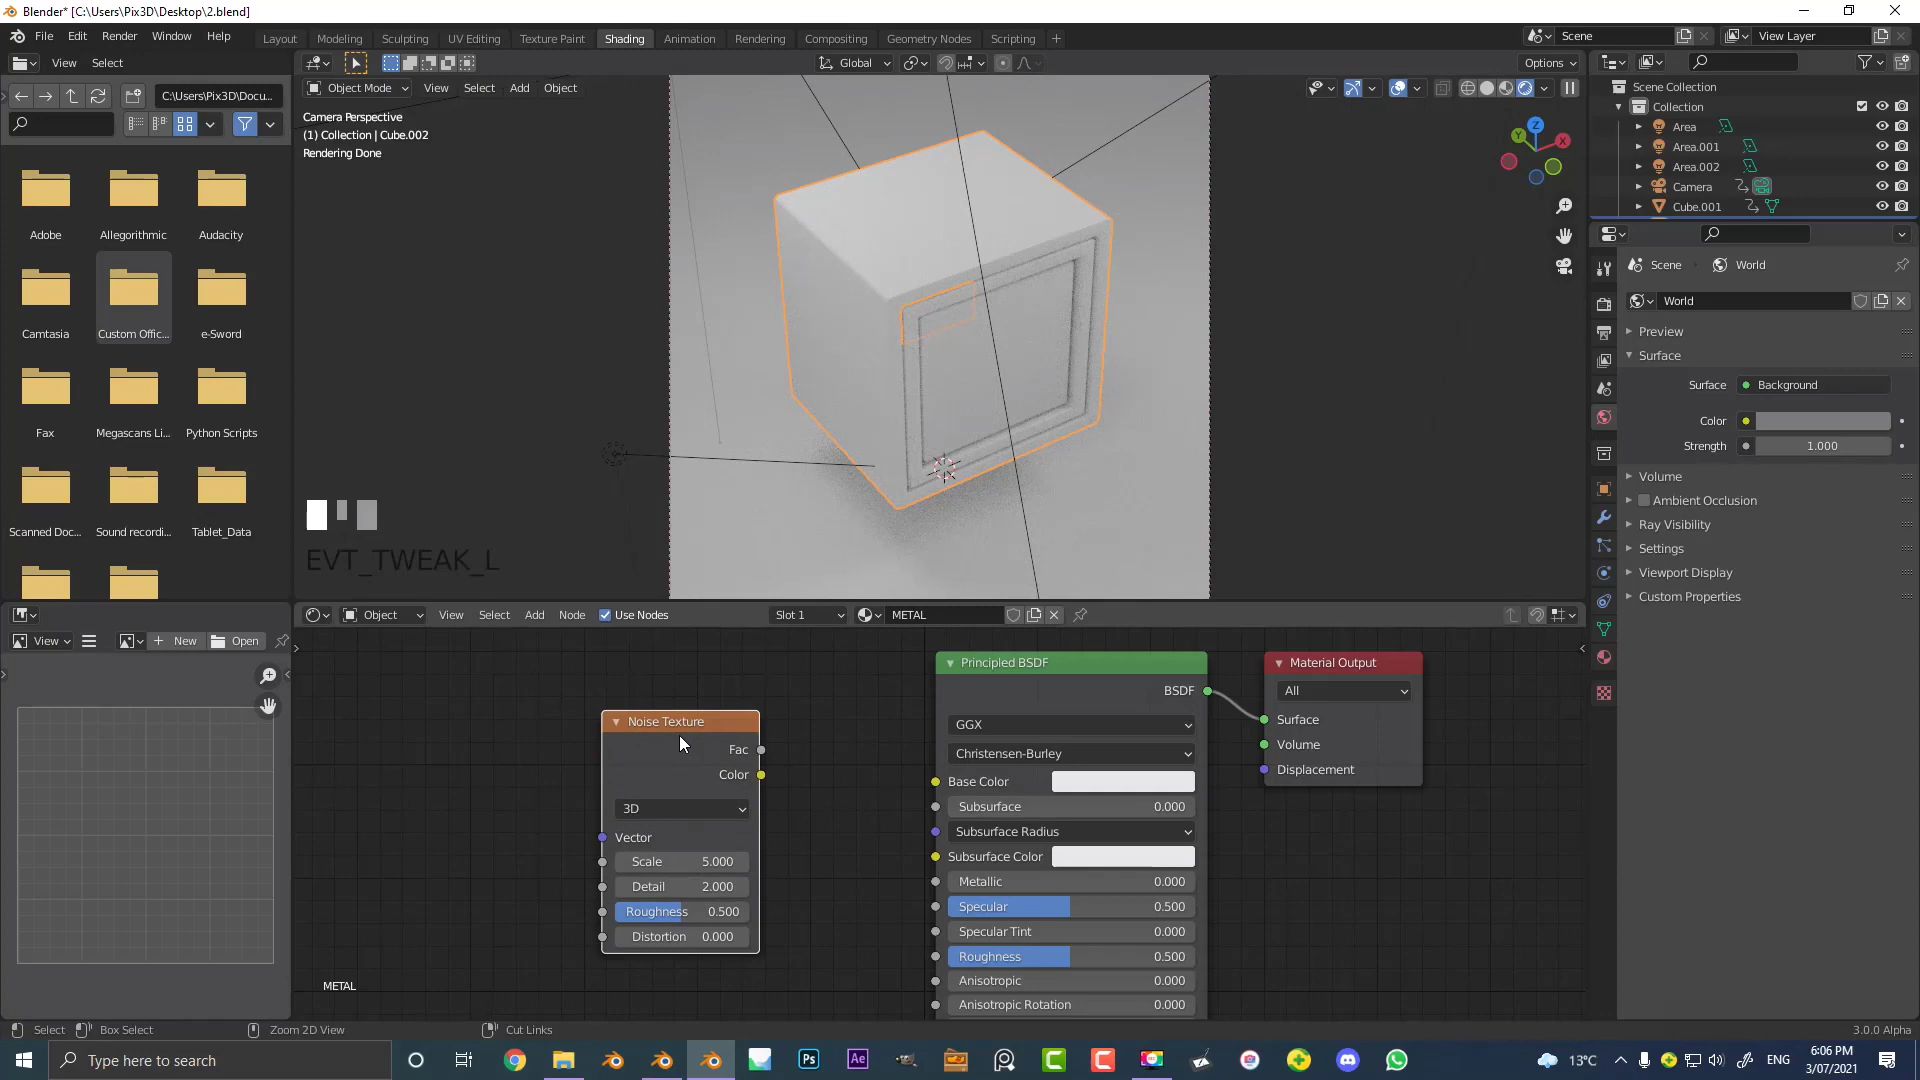 Blender* [C:\Users\Pix3D\Desktop\2.blend]
File Edit Render Window Help
Layout Modeling Sculpting UV Editing Texture Paint Shading Animation Rendering Compositing Geometry Nodes Scripting
Scene
View Layer
View Select
Global
Options
C:\Users\Pix3D\Docu...
Object Mode View Select Add Object
Camera Perspective
(1) Collection | Cube.002
Rendering Done
Z
Y
X
EVT_TWEAK_L
Adobe Allegorithmic Audacity
Camtasia Custom Offic... e-Sword
Fax Megascans Li... Python Scripts
Scanned Doc... Sound recordi... Tablet_Data
Scene Collection
Collection
Area
Area.001
Area.002
Camera
Cube.001
Scene World
World
Preview
Surface
Surface Background
Color
Strength 1.000
Volume
Ambient Occlusion
Ray Visibility
Settings
Viewport Display
Custom Properties
Object View Select Add Node Use Nodes Slot 1 METAL
View New Open
Noise Texture
Fac
Color
3D
Vector
Scale 5.000
Detail 2.000
Roughness 0.500
Distortion 0.000
METAL
Principled BSDF
BSDF
GGX
Christensen-Burley
Base Color
Subsurface 0.000
Subsurface Radius
Subsurface Color
Metallic 0.000
Specular 0.500
Specular Tint 0.000
Roughness 0.500
Anisotropic 0.000
Anisotropic Rotation 0.000
Material Output
All
Surface
Volume
Displacement
Select Box Select Zoom 2D View Cut Links 3.0.0 Alpha
Type here to search
Ps
Ae
13°C
ENG
6:06 PM
3/07/2021